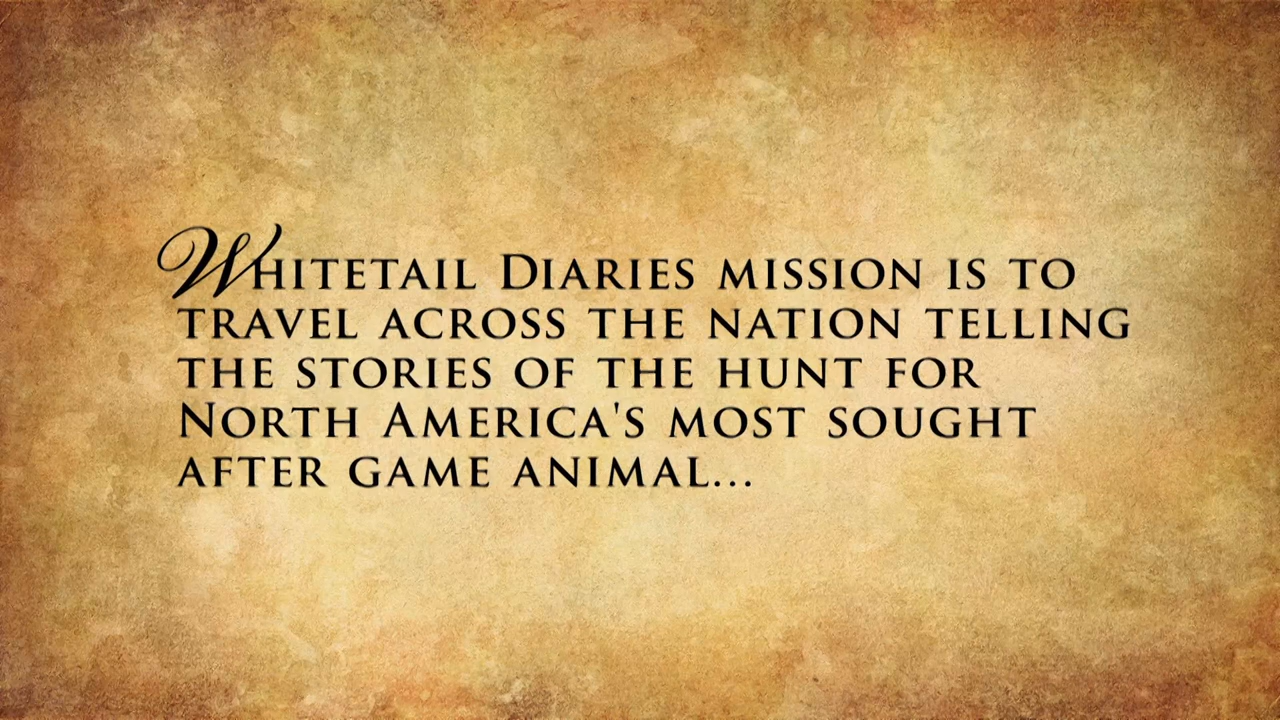 Whitetail Diaries mission is to
travel across the nation telling
the stories of the hunt for
North America's most sought
after game animal...